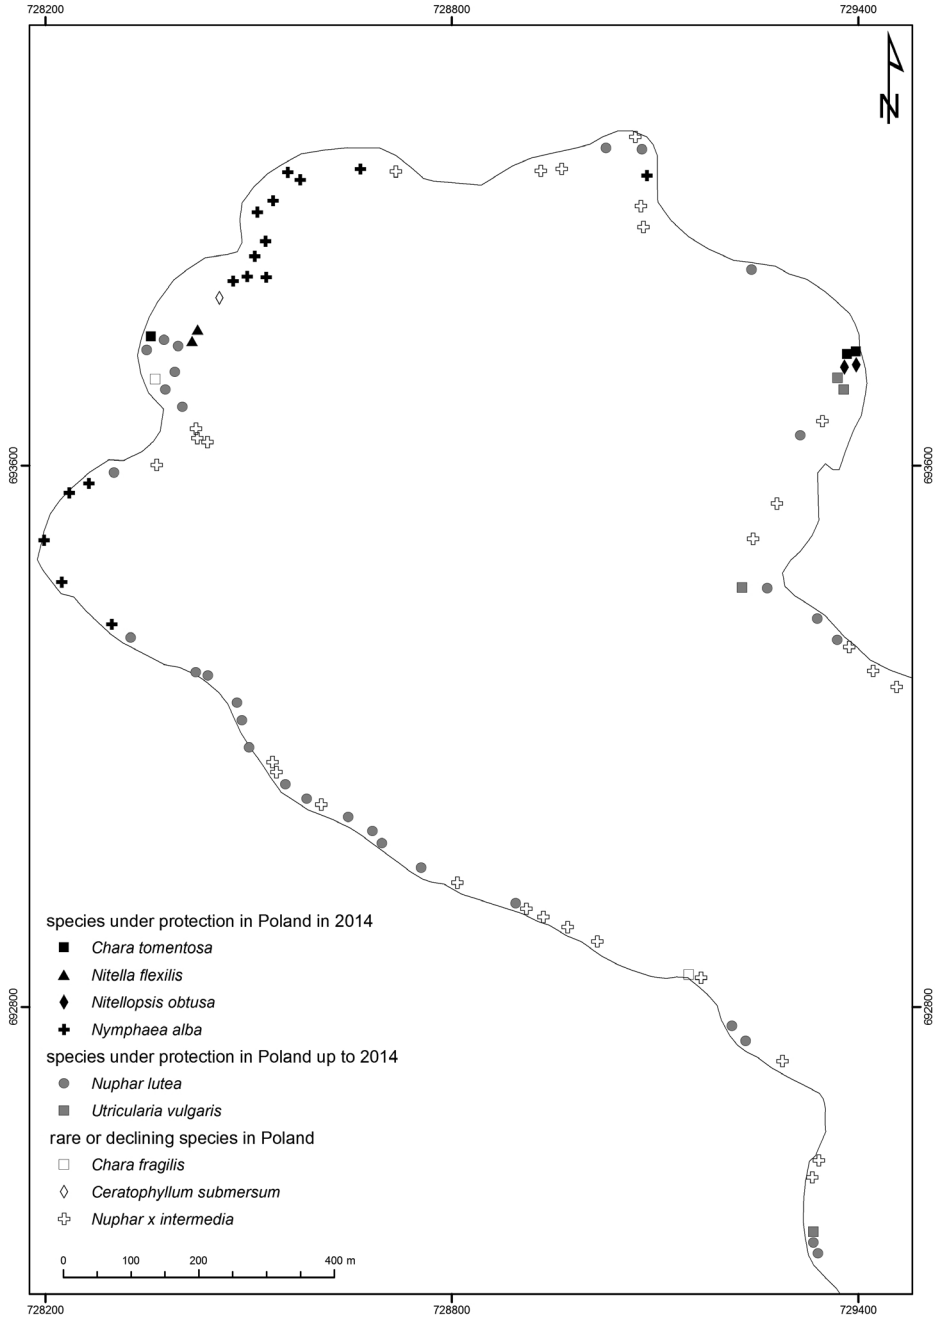 728200 728800 729400
N
693600 693600
692800 692800
species under protection in Poland in 2014
Chara tomentosa
Nitella flexilis
Nitellopsis obtusa
Nymphaea alba
species under protection in Poland up to 2014
Nuphar lutea
Utricularia vulgaris
rare or declining species in Poland
Chara fragilis
Ceratophyllum submersum
Nuphar x intermedia
0 100 200 400 m
728200 728800 729400